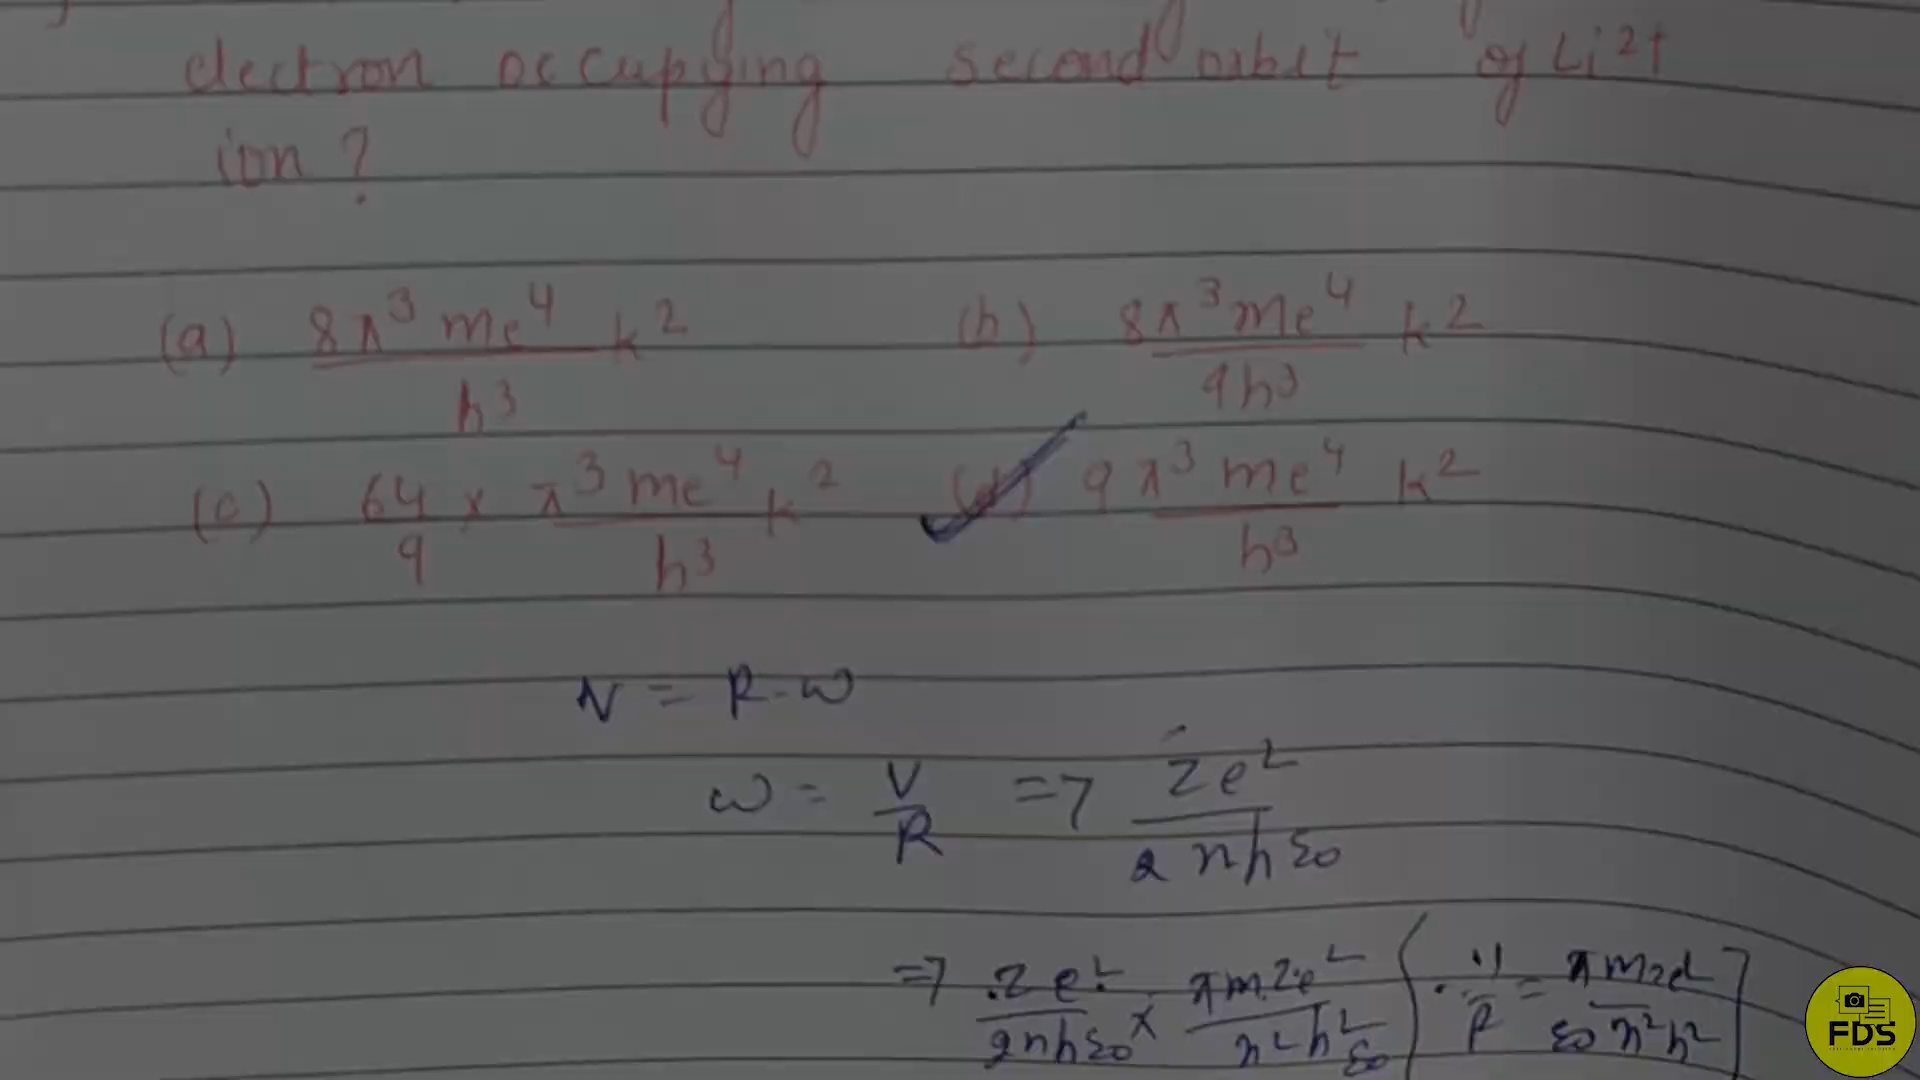 electron occupying second orbit of Li²⁺
ion ?
(a) 8π³me⁴/h³ k² (b) 8π³me⁴/9h³ k²
(c) 64/9 × π³me⁴/h³ k² (d) 9π³me⁴/h³ k²
V = R·ω
ω = V/R => Ze²/2nhε₀
=> Ze²/2nhε₀ × πmZe²/n²h²ε₀ (∵ 1/R = πmZe²/ε₀n²h²)
FDS